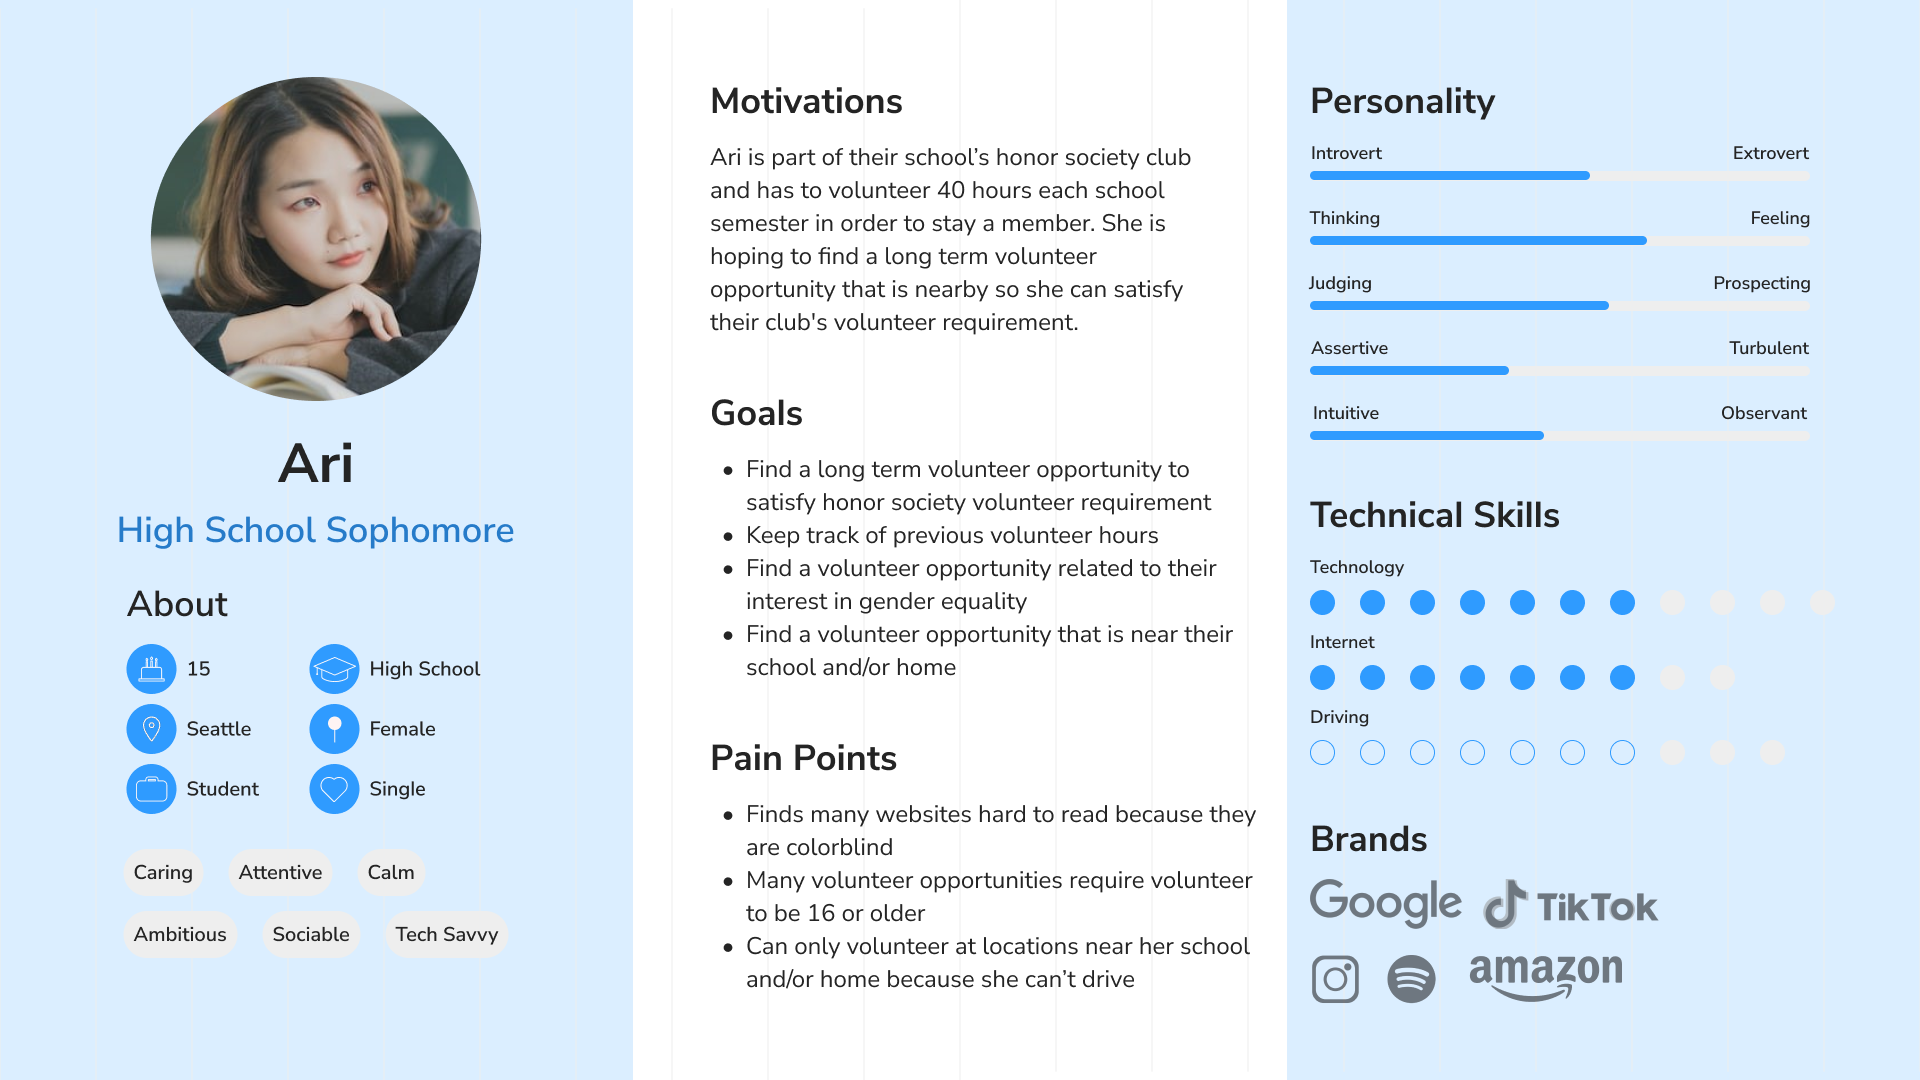 Ari
High School Sophomore
About
15
High School
Seattle
Female
Student
Single
Caring
Attentive
Calm
Ambitious
Sociable
Tech Savvy
Motivations
Ari is part of their school’s honor society club
and has to volunteer 40 hours each school
semester in order to stay a member. She is
hoping to find a long term volunteer
opportunity that is nearby so she can satisfy
their club's volunteer requirement.
Goals
• Find a long term volunteer opportunity to
satisfy honor society volunteer requirement
• Keep track of previous volunteer hours
• Find a volunteer opportunity related to their
interest in gender equality
• Find a volunteer opportunity that is near their
school and/or home
Pain Points
• Finds many websites hard to read because they
are colorblind
• Many volunteer opportunities require volunteer
to be 16 or older
• Can only volunteer at locations near her school
and/or home because she can’t drive
Personality
Introvert
Extrovert
Thinking
Feeling
Judging
Prospecting
Assertive
Turbulent
Intuitive
Observant
Technical Skills
Technology
Internet
Driving
Brands
Google
TikTok
amazon